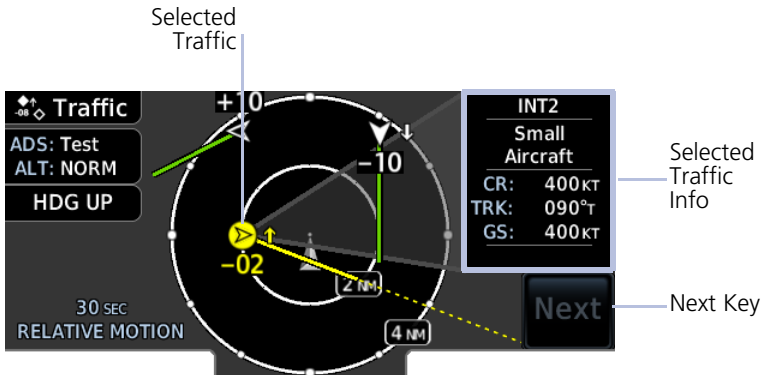 Selected
Traffic
-08
Traffic
ADS: Test
ALT: NORM
HDG UP
+10
-10
-02
INT2
Small
Aircraft
CR: 400KT
TRK: 090°T
GS: 400KT
Selected
Traffic
Info
2 NM
4 NM
30 SEC
RELATIVE MOTION
Next
Next Key